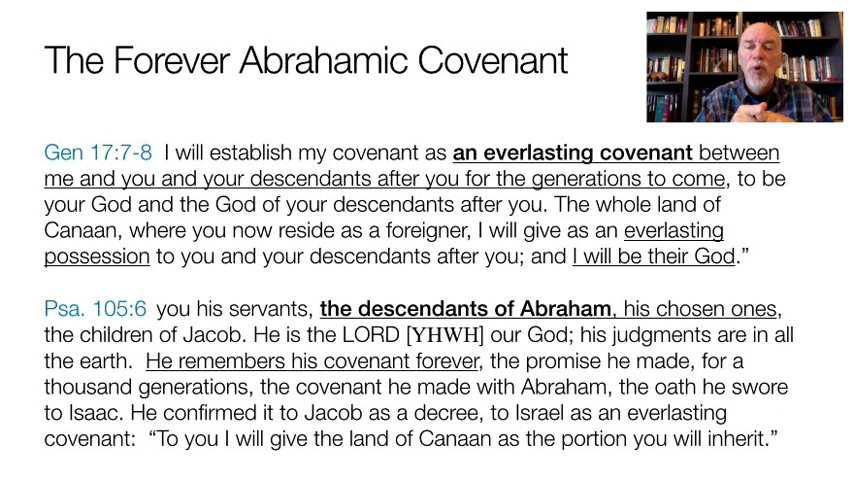 The Forever Abrahamic Covenant
Gen 17:7-8 I will establish my covenant as an everlasting covenant between
me and you and your descendants after you for the generations to come, to be
your God and the God of your descendants after you. The whole land of
Canaan, where you now reside as a foreigner, I will give as an everlasting
possession to you and your descendants after you; and I will be their God.”
Psa. 105:6 you his servants, the descendants of Abraham, his chosen ones,
the children of Jacob. He is the LORD [YHWH] our God; his judgments are in all
the earth. He remembers his covenant forever, the promise he made, for a
thousand generations, the covenant he made with Abraham, the oath he swore
to Isaac. He confirmed it to Jacob as a decree, to Israel as an everlasting
covenant: “To you I will give the land of Canaan as the portion you will inherit.”